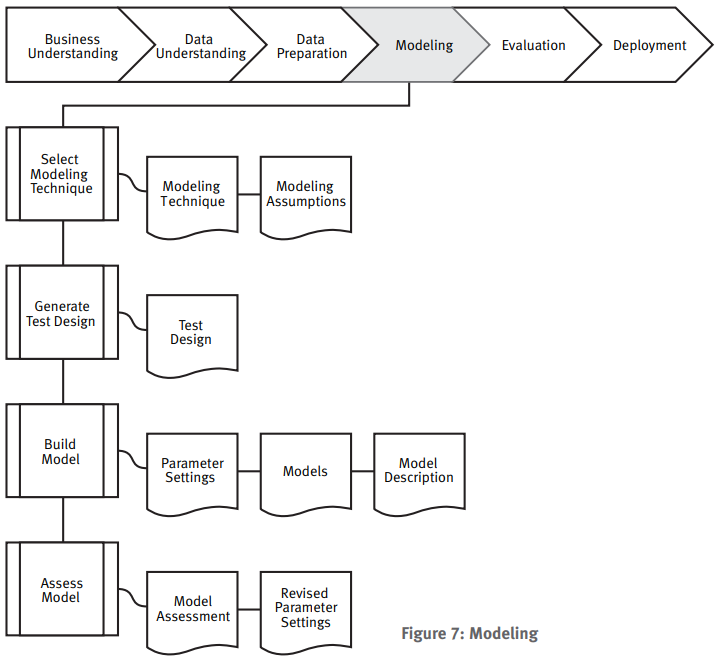 Business
Understanding
Data
Understanding
Data
Preparation
Modeling
Evaluation
Deployment
Select
Modeling
Technique
Modeling
Technique
Modeling
Assumptions
Generate
Test Design
Test
Design
Build
Model
Parameter
Settings
Models
Model
Description
Assess
Model
Model
Assessment
Revised
Parameter
Settings
Figure 7: Modeling